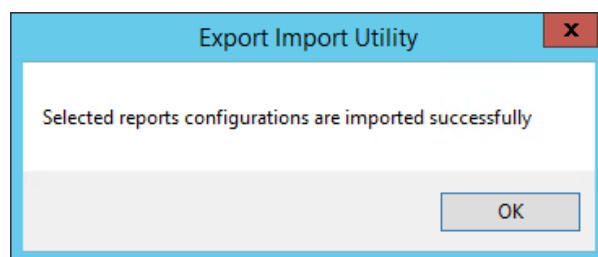 Export Import Utility
x
Selected reports configurations are imported successfully
OK